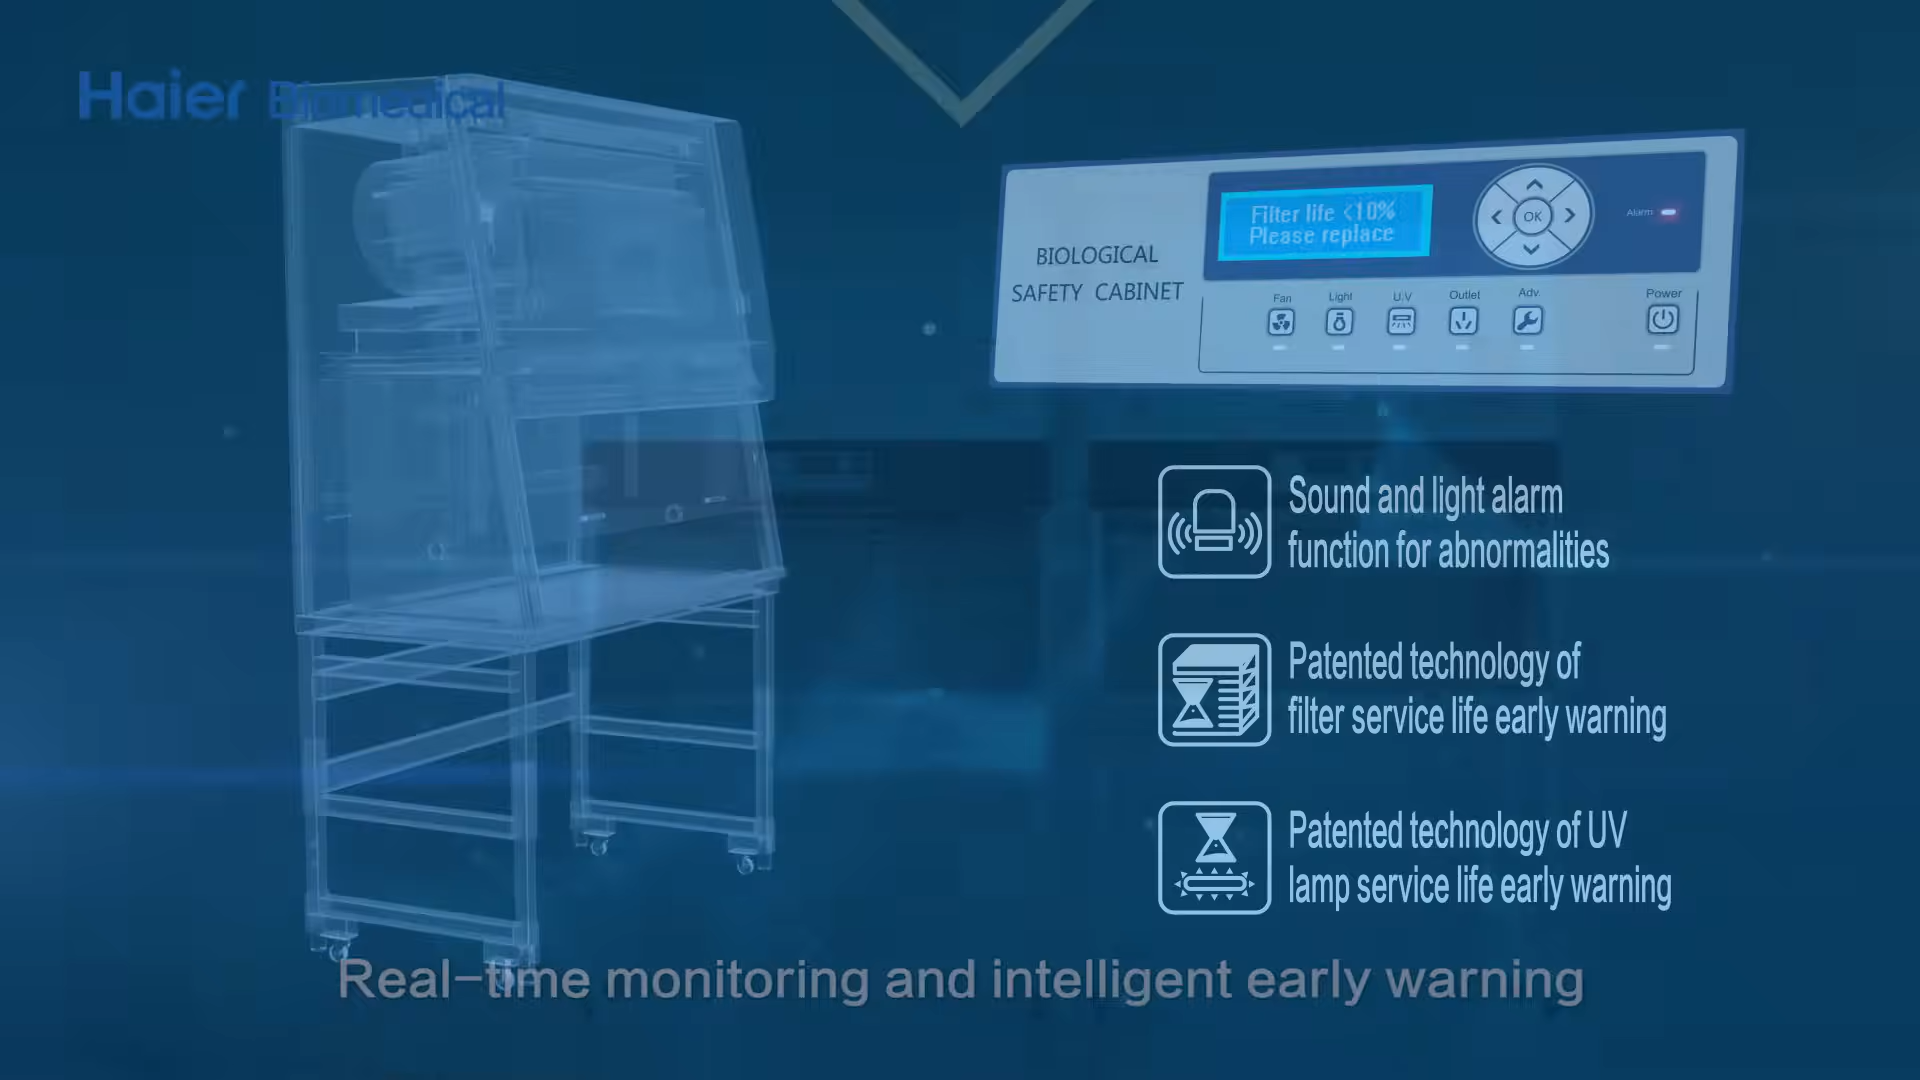 Haier Biomedical
Filter life <10%
Please replace
OK
Alarm
BIOLOGICAL
SAFETY CABINET
Fan
Light
U.V
Outlet
Adv.
Power
Sound and light alarm
function for abnormalities
Patented technology of
filter service life early warning
Patented technology of UV
lamp service life early warning
Real-time monitoring and intelligent early warning